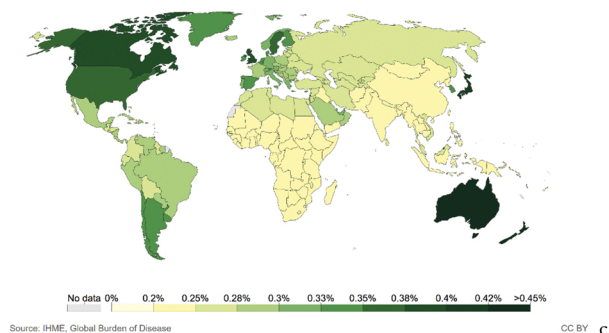 No data 0% 0.2% 0.25% 0.28% 0.3% 0.33% 0.35% 0.38% 0.4% 0.42% >0.45%
Source: IHME, Global Burden of Disease CC BY c